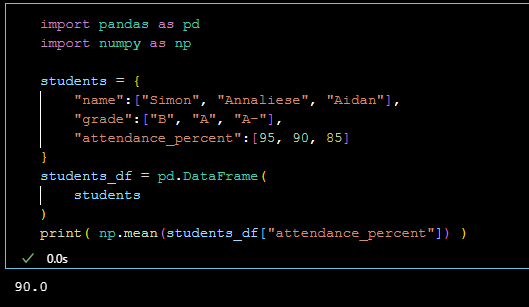 import pandas as pd
import numpy as np
students = {
"name":["Simon", "Annaliese", "Aidan"],
"grade":["B", "A", "A-"],
"attendance_percent":[95, 90, 85]
}
students_df = pd.DataFrame(
students
)
print( np.mean(students_df["attendance_percent"]) )
0.0s
90.0